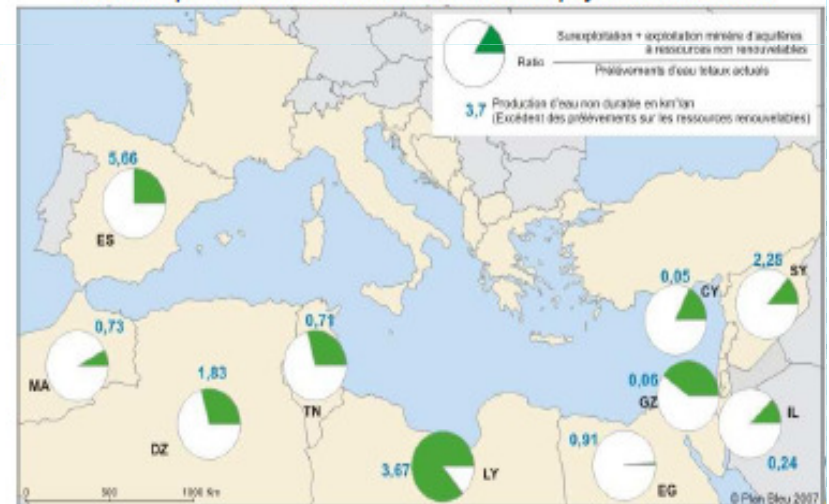 Surexploitation + exploitation minière d'aquifères
à ressources non renouvelables
Ratio
Prélèvements d'eau totaux actuels
3,7 Production d'eau non durable en km³/an
(Excédent des prélèvements sur les ressources renouvelables)
5,66
ES
2,28
SY
0,05
CY
0,73
MA
0,71
TN
1,83
DZ
0,06
GZ
IL
0,24
3,67
LY
0,91
EG
0 500 1000 Km
© Plan Bleu 2007